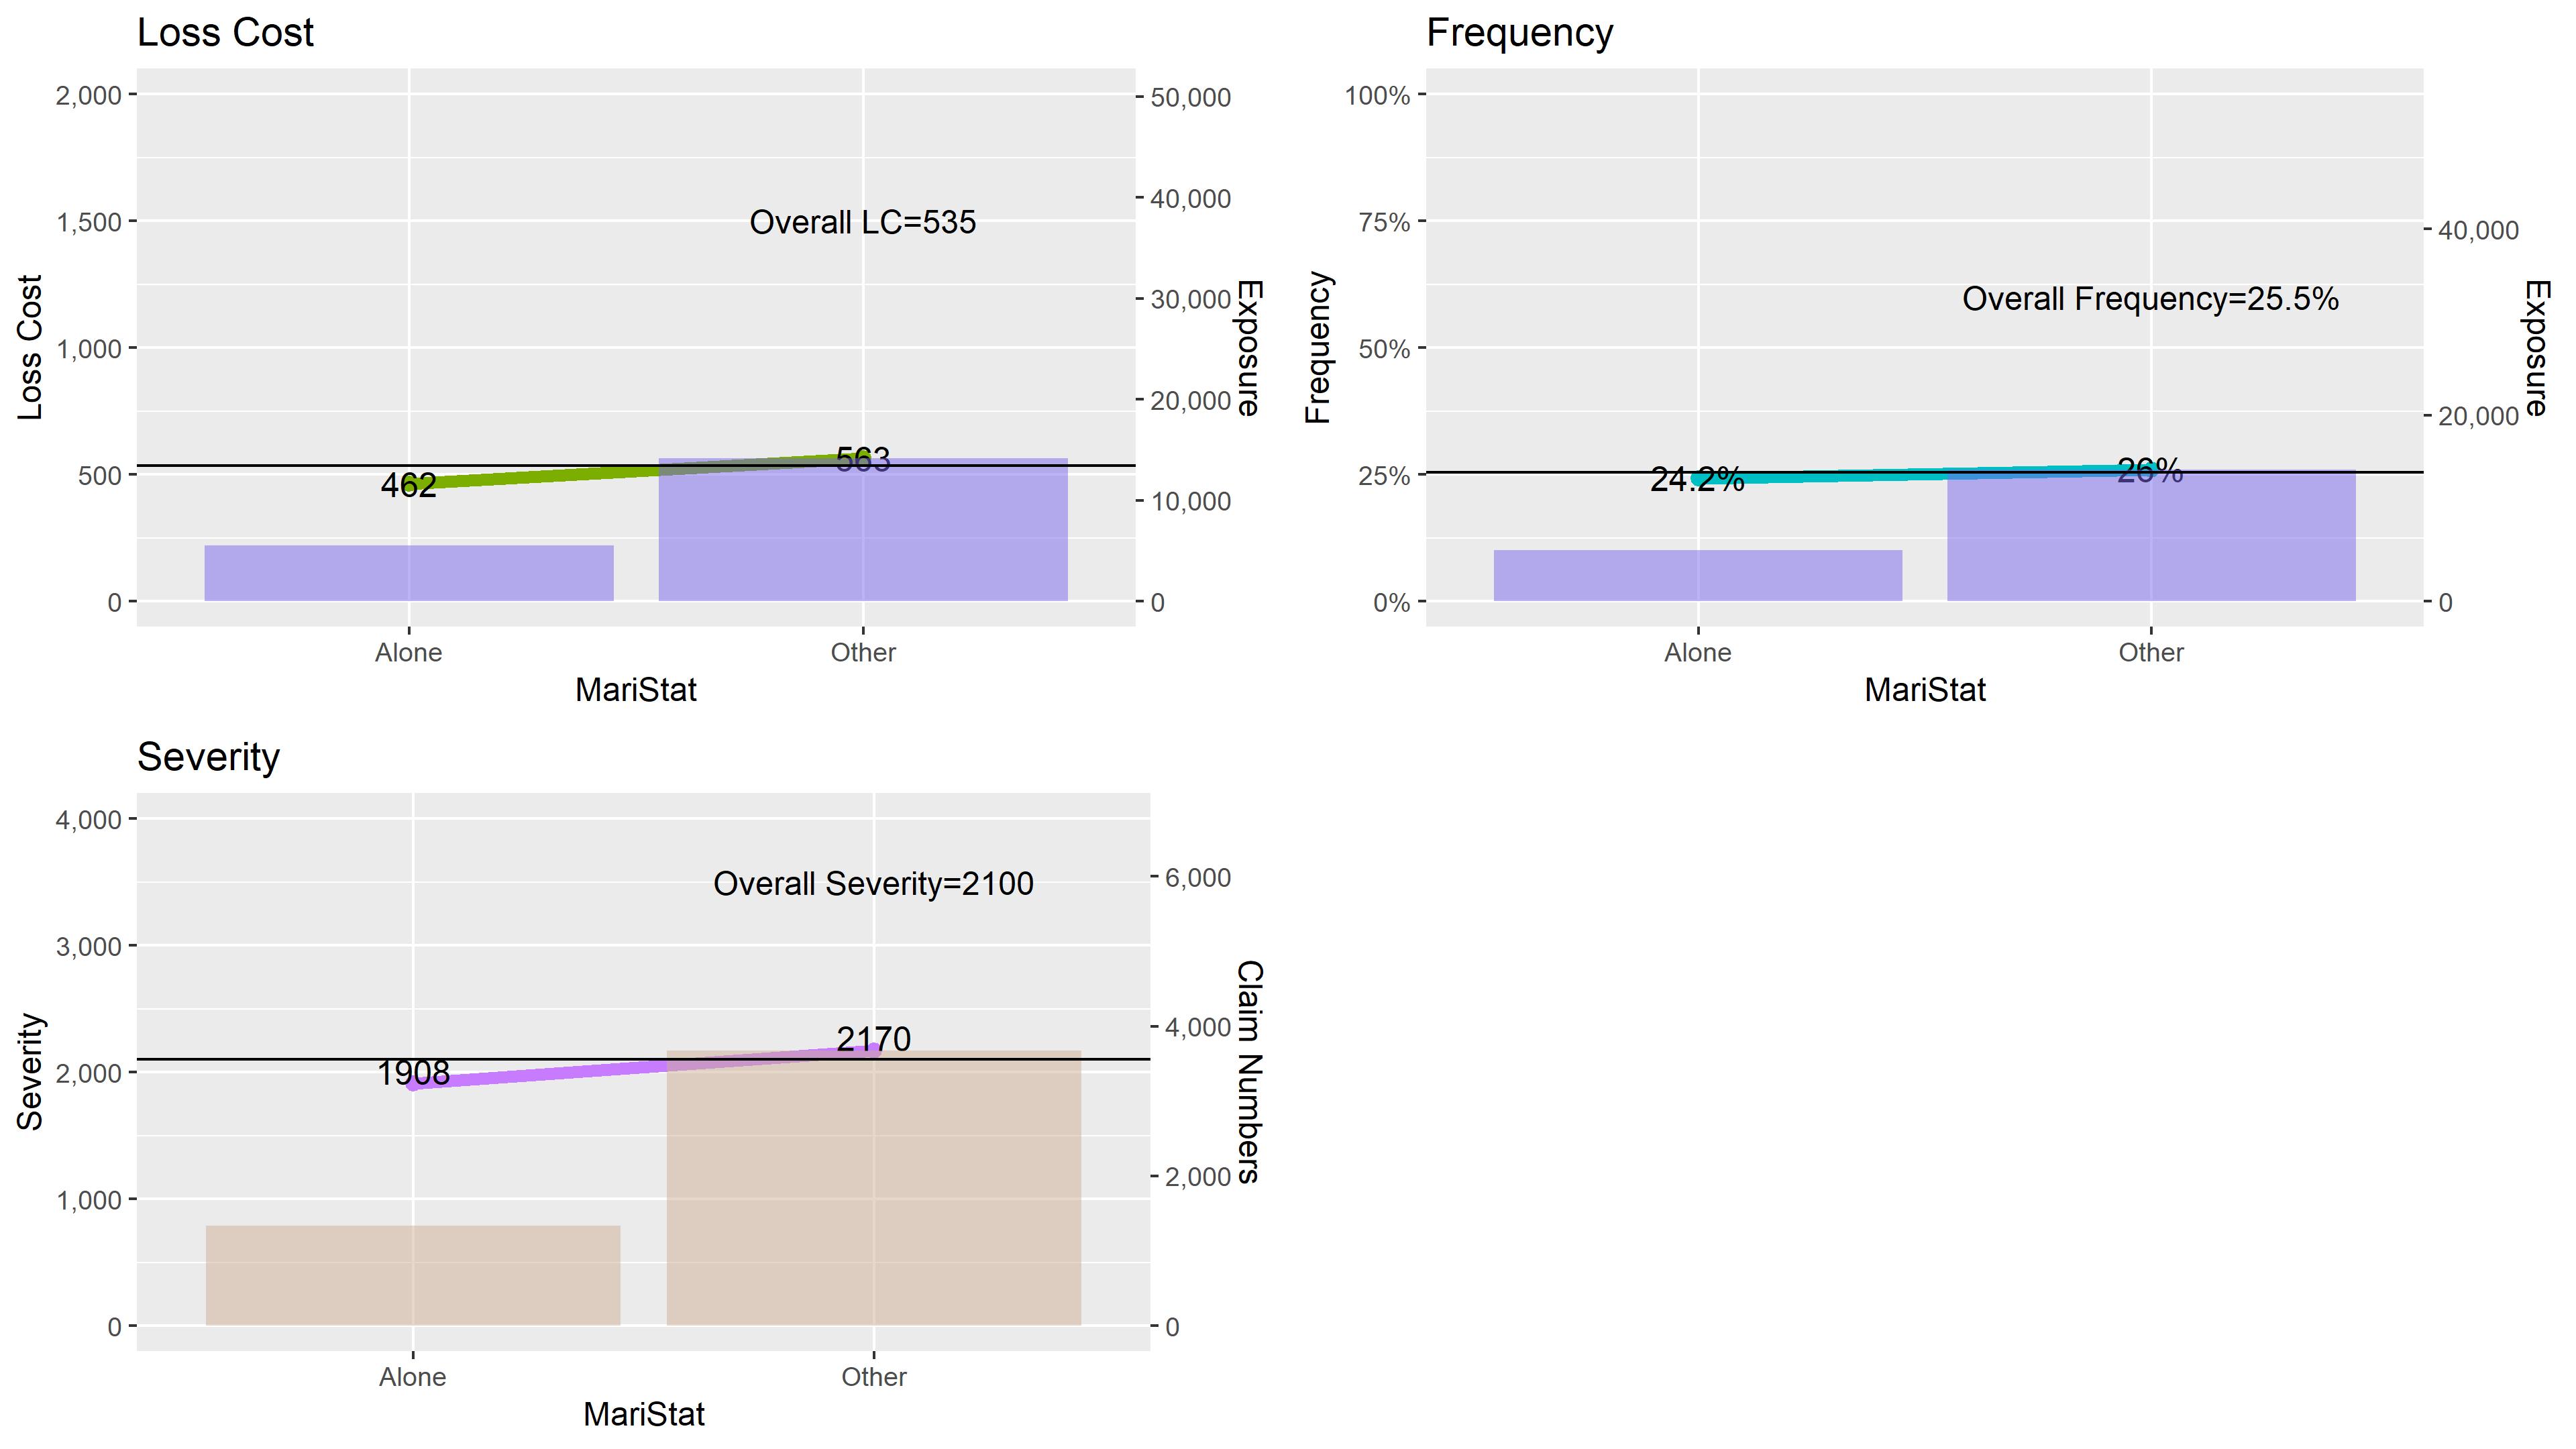 Loss Cost
2,000
1,500
1,000
500
0
Loss Cost
50,000
40,000
30,000
20,000
10,000
0
Exposure
Overall LC=535
462
563
Alone
Other
MariStat
Frequency
100%
75%
50%
25%
0%
Frequency
40,000
20,000
0
Exposure
Overall Frequency=25.5%
24.2%
26%
Alone
Other
MariStat
Severity
4,000
3,000
2,000
1,000
0
Severity
6,000
4,000
2,000
0
Claim Numbers
Overall Severity=2100
1908
2170
Alone
Other
MariStat